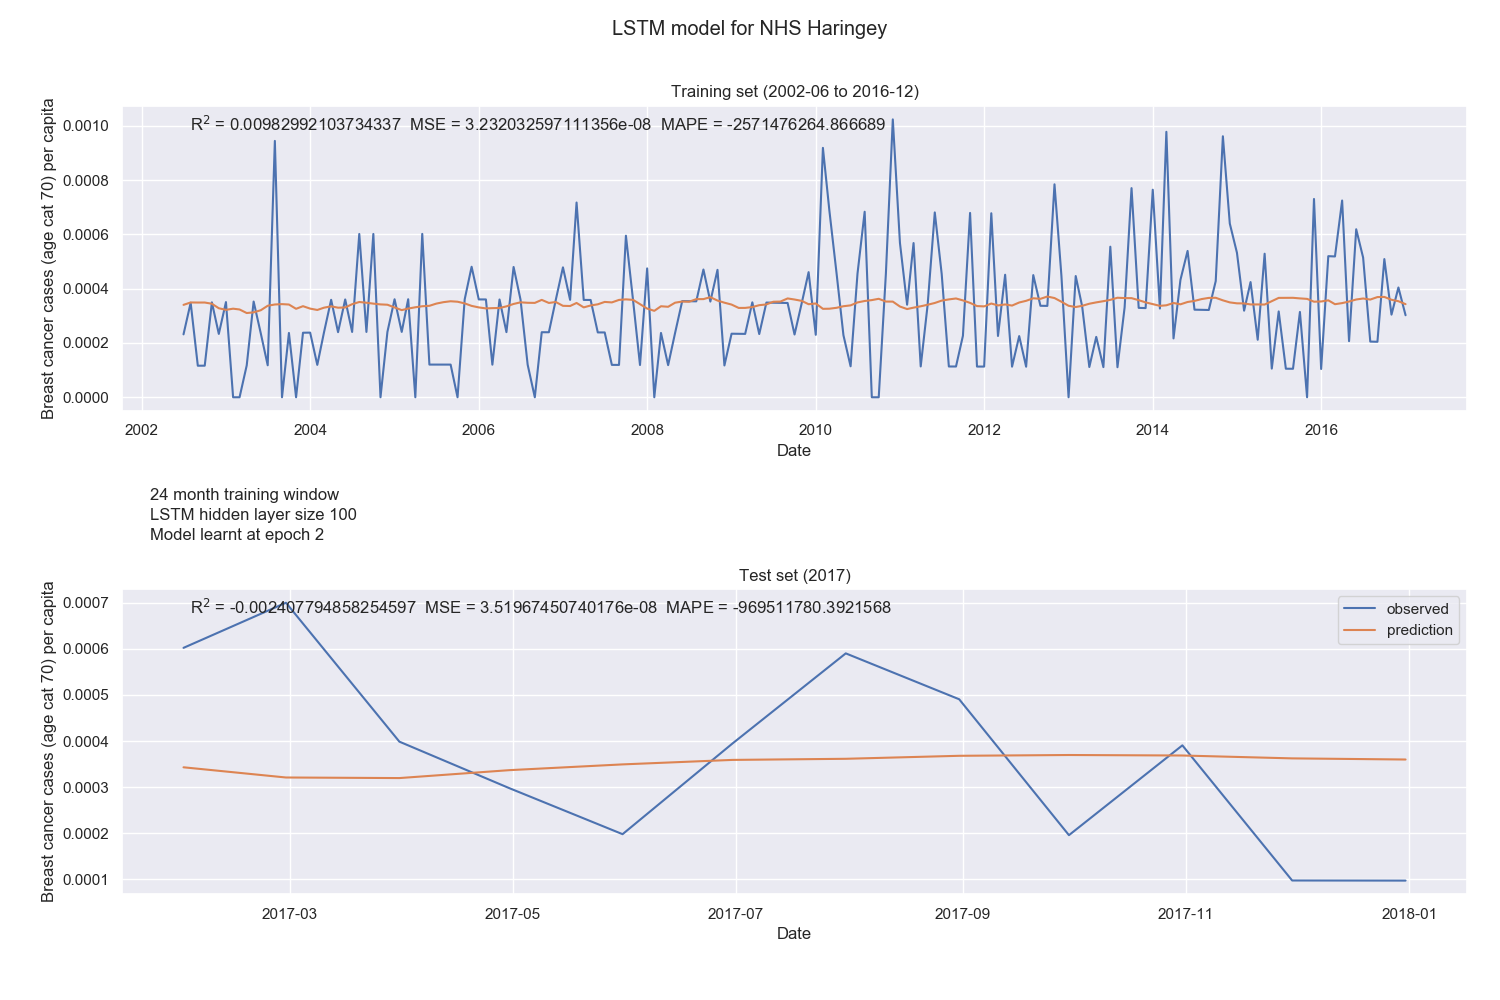 LSTM model for NHS Haringey
Training set (2002-06 to 2016-12)
R² = 0.00982992103734337 MSE = 3.232032597111356e-08 MAPE = -2571476264.866689
Breast cancer cases (age cat 70) per capita
0.0010
0.0008
0.0006
0.0004
0.0002
0.0000
2002 2004 2006 2008 2010 2012 2014 2016
Date
24 month training window
LSTM hidden layer size 100
Model learnt at epoch 2
Test set (2017)
R² = -0.002407794858254597 MSE = 3.51967450740176e-08 MAPE = -969511780.3921568
observed
prediction
Breast cancer cases (age cat 70) per capita
0.0007
0.0006
0.0005
0.0004
0.0003
0.0002
0.0001
2017-03 2017-05 2017-07 2017-09 2017-11 2018-01
Date